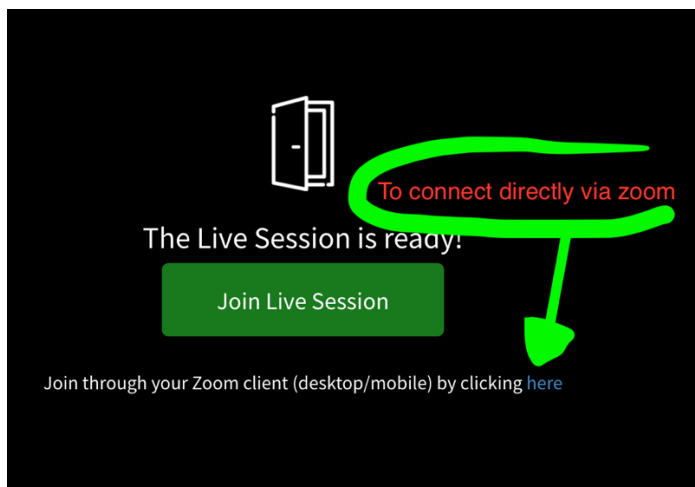 To connect directly via zoom
The Live Session is ready!
Join Live Session
Join through your Zoom client (desktop/mobile) by clicking here